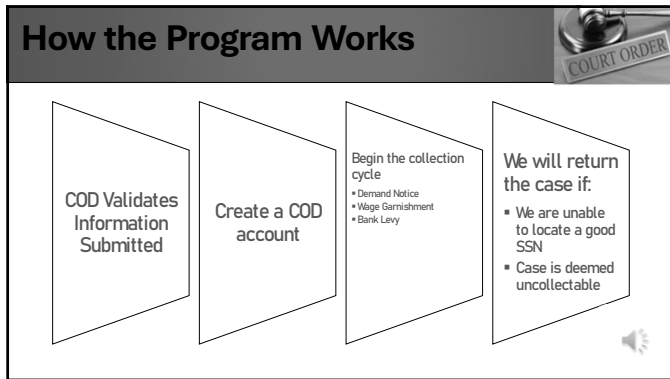 How the Program Works
COURT ORDER
COD Validates
Information
Submitted
Create a COD
account
Begin the collection
cycle
▪ Demand Notice
▪ Wage Garnishment
▪ Bank Levy
We will return
the case if:
▪ We are unable
to locate a good
SSN
▪ Case is deemed
uncollectable